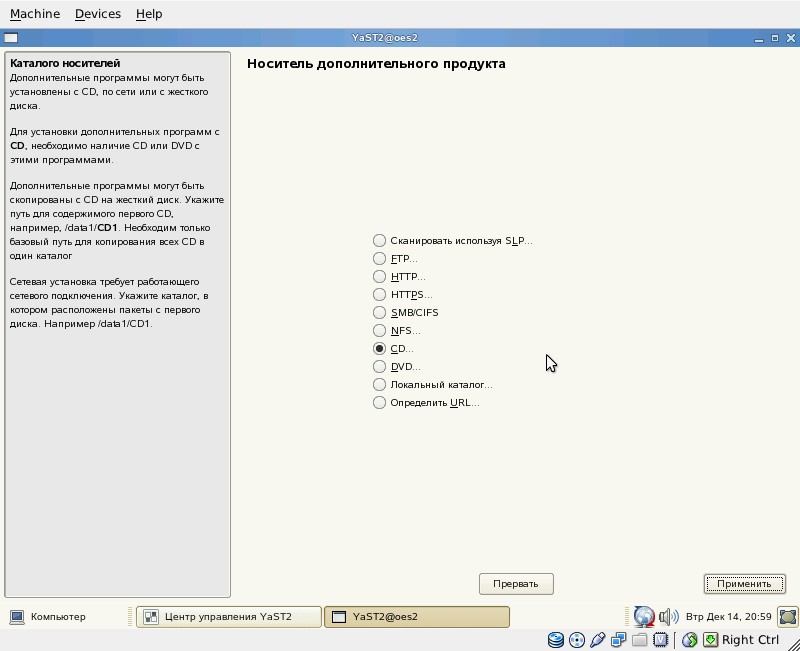 Machine Devices Help
YaST2@oes2
Каталого носителей
Дополнительные программы могут быть
установлены с CD, по сети или с жесткого
диска.
Для установки дополнительных программ с
CD, необходимо наличие CD или DVD с
этими программами.
Дополнительные программы могут быть
скопированы с CD на жесткий диск. Укажите
путь для содержимого первого CD,
например, /data1/CD1. Необходим только
базовый путь для копирования всех CD в
один каталог
Сетевая установка требует работающего
сетевого подключения. Укажите каталог, в
котором расположены пакеты с первого
диска. Например /data1/CD1.
Носитель дополнительного продукта
Сканировать используя SLP...
FTP...
HTTP...
HTTPS...
SMB/CIFS
NFS...
CD...
DVD...
Локальный каталог...
Определить URL...
Прервать
Применить
Компьютер
Центр управления YaST2
YaST2@oes2
Втр Дек 14, 20:59
Right Ctrl